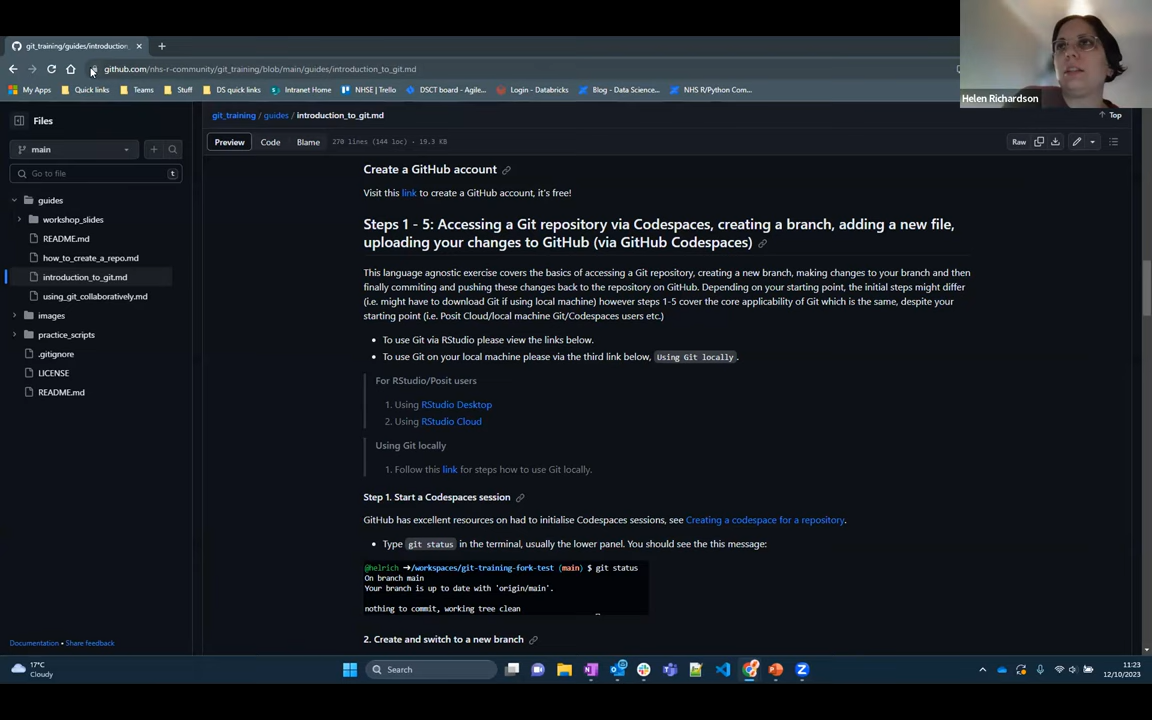 git_training/guides/introduction_
github.com/nhs-r-community/git_training/blob/main/guides/introduction_to_git.md
My Apps Quick links Teams Stuff DS quick links Intranet Home NHSE | Trello DSCT board - Agile... Login - Databricks Blog - Data Science... NHS R/Python Com...
Helen Richardson
Files
git_training / guides / introduction_to_git.md
Top
main
Preview Code Blame 270 lines (144 loc) · 19.3 KB
Raw
Go to file t
guides
workshop_slides
README.md
how_to_create_a_repo.md
introduction_to_git.md
using_git_collaboratively.md
images
practice_scripts
.gitignore
LICENSE
README.md
Documentation • Share feedback
Create a GitHub account
Visit this link to create a GitHub account, it's free!
Steps 1 - 5: Accessing a Git repository via Codespaces, creating a branch, adding a new file,
uploading your changes to GitHub (via GitHub Codespaces)
This language agnostic exercise covers the basics of accessing a Git repository, creating a new branch, making changes to your branch and then
finally commiting and pushing these changes back to the repository on GitHub. Depending on your starting point, the initial steps might differ
(i.e. might have to download Git if using local machine) however steps 1-5 cover the core applicability of Git which is the same, despite your
starting point (i.e. Posit Cloud/local machine Git/Codespaces users etc.)
• To use Git via RStudio please view the links below.
• To use Git on your local machine please via the third link below, Using Git locally.
For RStudio/Posit users
1. Using RStudio Desktop
2. Using RStudio Cloud
Using Git locally
1. Follow this link for steps how to use Git locally.
Step 1. Start a Codespaces session
GitHub has excellent resources on had to initialise Codespaces sessions, see Creating a codespace for a repository.
• Type git status in the terminal, usually the lower panel. You should see the this message:
@helrich ➜/workspaces/git-training-fork-test (main) $ git status
On branch main
Your branch is up to date with 'origin/main'.
nothing to commit, working tree clean
2. Create and switch to a new branch
17°C
Cloudy
Search
11:23
12/10/2023